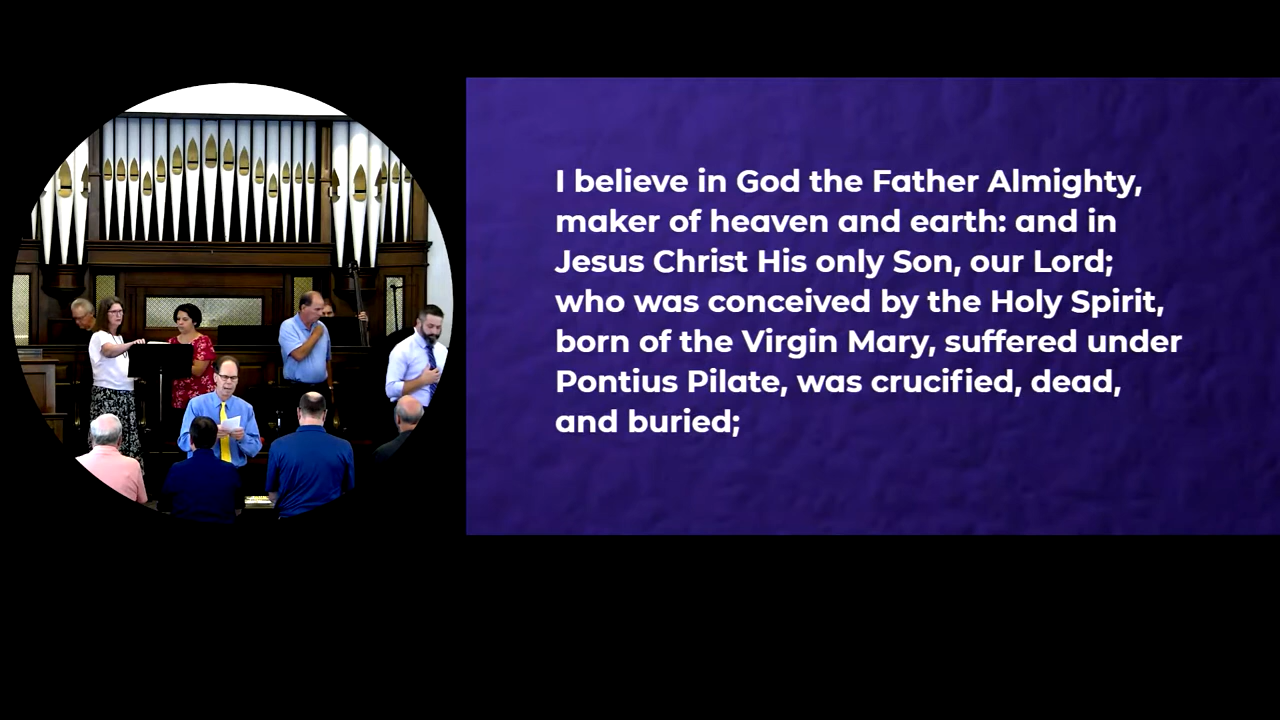 I believe in God the Father Almighty,
maker of heaven and earth: and in
Jesus Christ His only Son, our Lord;
who was conceived by the Holy Spirit,
born of the Virgin Mary, suffered under
Pontius Pilate, was crucified, dead,
and buried;